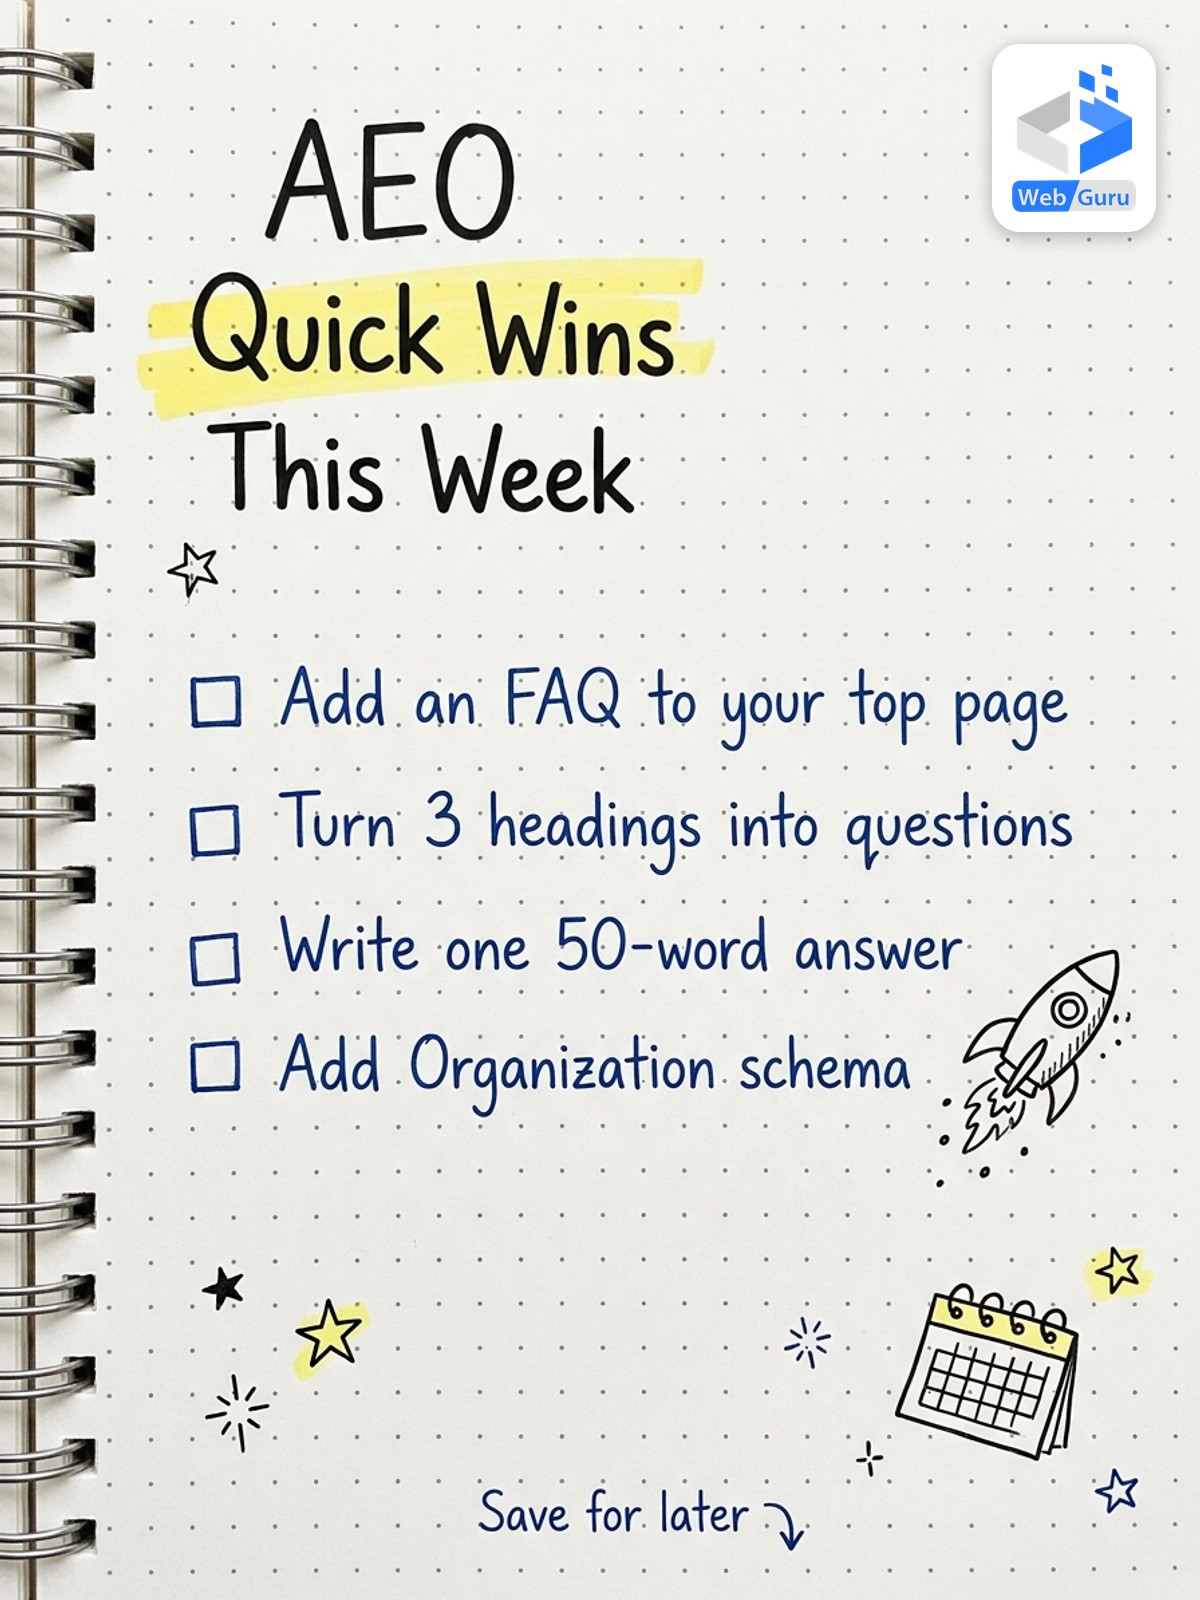 Web Guru
AEO
Quick Wins
This Week
Add an FAQ to your top page
Turn 3 headings into questions
Write one 50-word answer
Add Organization schema
Save for later